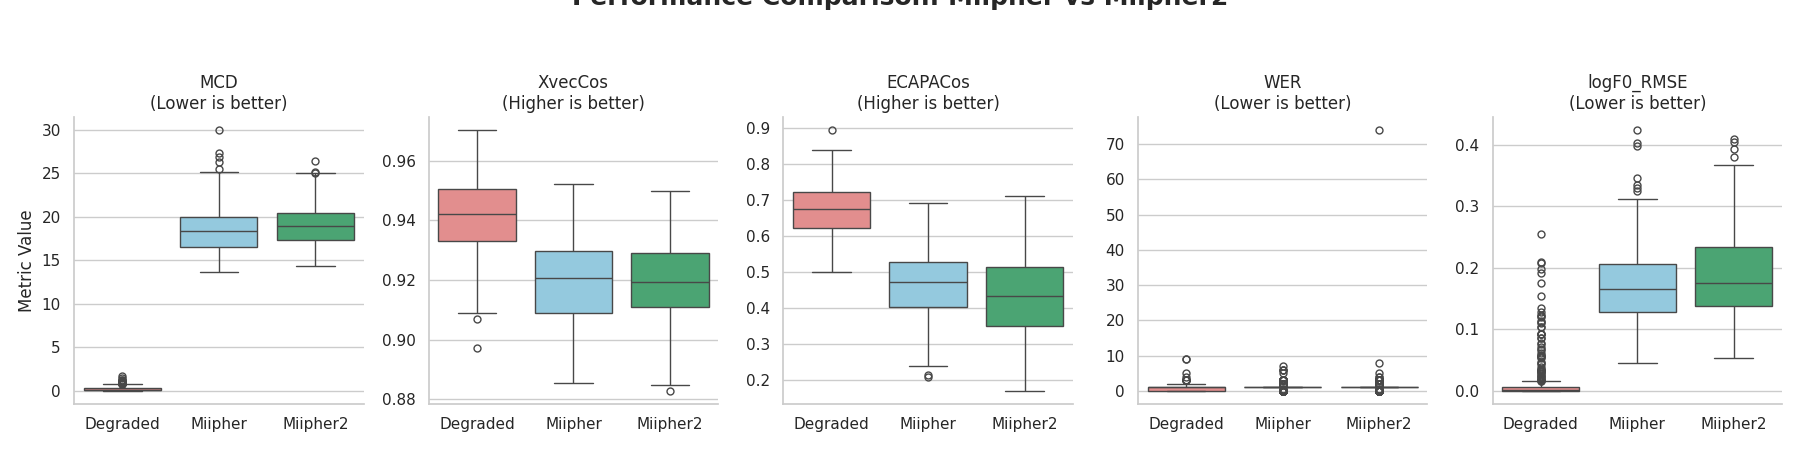 Performance Comparison: Miipher vs Miipher2
MCD
(Lower is better)
XvecCos
(Higher is better)
ECAPACos
(Higher is better)
WER
(Lower is better)
logF0_RMSE
(Lower is better)
Metric Value
30
25
20
15
10
5
0
Degraded
Miipher
Miipher2
0.96
0.94
0.92
0.90
0.88
Degraded
Miipher
Miipher2
0.9
0.8
0.7
0.6
0.5
0.4
0.3
0.2
Degraded
Miipher
Miipher2
70
60
50
40
30
20
10
0
Degraded
Miipher
Miipher2
0.4
0.3
0.2
0.1
0.0
Degraded
Miipher
Miipher2